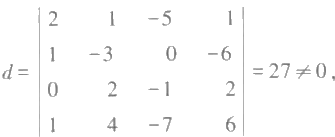 d = | 2 1 -5 1 |
| 1 -3 0 -6 |
| 0 2 -1 2 |
| 1 4 -7 6 | = 27 ≠ 0 ,